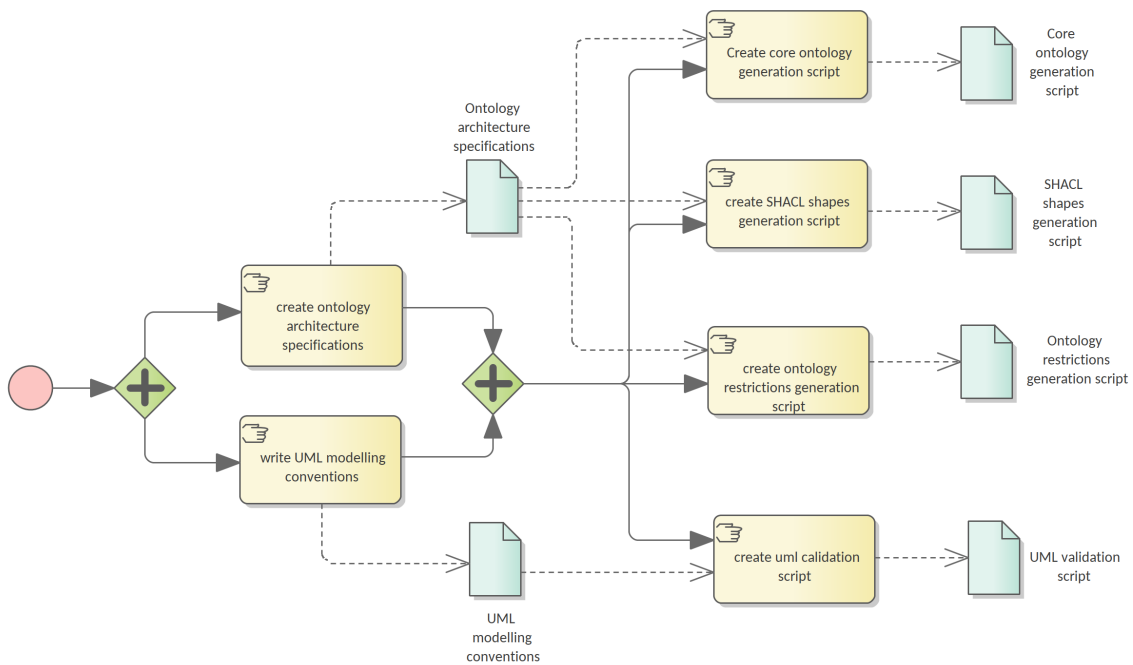 Create core ontology
generation script
Core
ontology
generation
script
Ontology
architecture
specifications
create SHACL shapes
generation script
SHACL
shapes
generation
script
create ontology
architecture
specifications
create ontology
restrictions generation
script
Ontology
restrictions
generation script
write UML modelling
conventions
create uml calidation
script
UML validation
script
UML
modelling
conventions